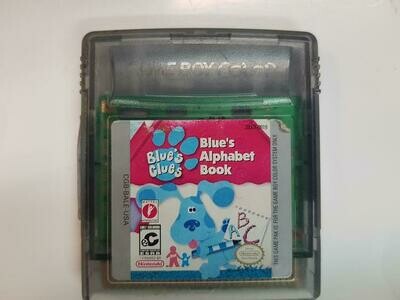 GAME BOY COLOR
Blue's
Clues
Blue's
Alphabet
Book
CGB-BALE-USA
THIS GAME PAK IS FOR THE GAME BOY COLOR SYSTEM ONLY
MATTEL
A
B
C
Nintendo